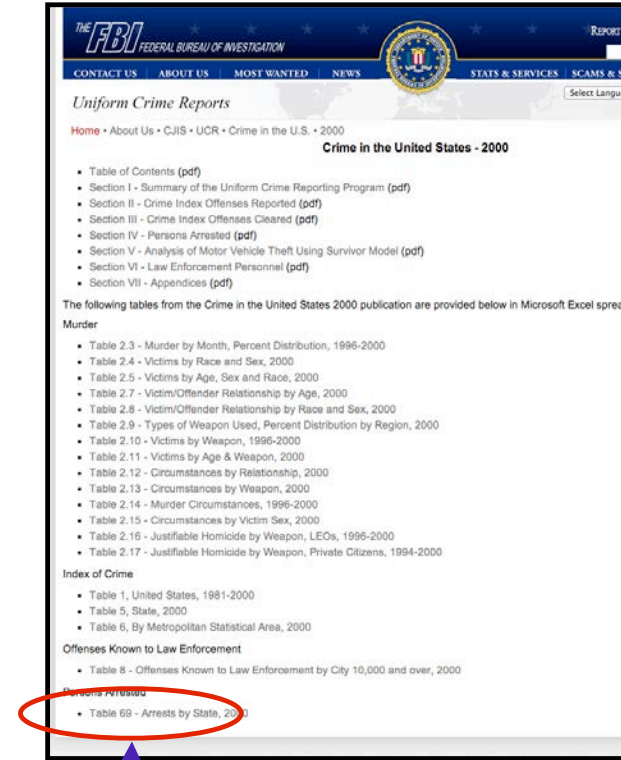 THE FBI FEDERAL BUREAU OF INVESTIGATION
REPORT
CONTACT US ABOUT US MOST WANTED NEWS STATS & SERVICES SCAMS &
Uniform Crime Reports
Select Langu
Home • About Us • CJIS • UCR • Crime in the U.S. • 2000
Crime in the United States - 2000
• Table of Contents (pdf)
• Section I - Summary of the Uniform Crime Reporting Program (pdf)
• Section II - Crime Index Offenses Reported (pdf)
• Section III - Crime Index Offenses Cleared (pdf)
• Section IV - Persons Arrested (pdf)
• Section V - Analysis of Motor Vehicle Theft Using Survivor Model (pdf)
• Section VI - Law Enforcement Personnel (pdf)
• Section VII - Appendices (pdf)
The following tables from the Crime in the United States 2000 publication are provided below in Microsoft Excel sprea
Murder
• Table 2.3 - Murder by Month, Percent Distribution, 1996-2000
• Table 2.4 - Victims by Race and Sex, 2000
• Table 2.5 - Victims by Age, Sex and Race, 2000
• Table 2.7 - Victim/Offender Relationship by Age, 2000
• Table 2.8 - Victim/Offender Relationship by Race and Sex, 2000
• Table 2.9 - Types of Weapon Used, Percent Distribution by Region, 2000
• Table 2.10 - Victims by Weapon, 1996-2000
• Table 2.11 - Victims by Age & Weapon, 2000
• Table 2.12 - Circumstances by Relationship, 2000
• Table 2.13 - Circumstances by Weapon, 2000
• Table 2.14 - Murder Circumstances, 1996-2000
• Table 2.15 - Circumstances by Victim Sex, 2000
• Table 2.16 - Justifiable Homicide by Weapon, LEOs, 1996-2000
• Table 2.17 - Justifiable Homicide by Weapon, Private Citizens, 1994-2000
Index of Crime
• Table 1, United States, 1981-2000
• Table 5, State, 2000
• Table 6, By Metropolitan Statistical Area, 2000
Offenses Known to Law Enforcement
• Table 8 - Offenses Known to Law Enforcement by City 10,000 and over, 2000
Persons Arrested
• Table 69 - Arrests by State, 2000